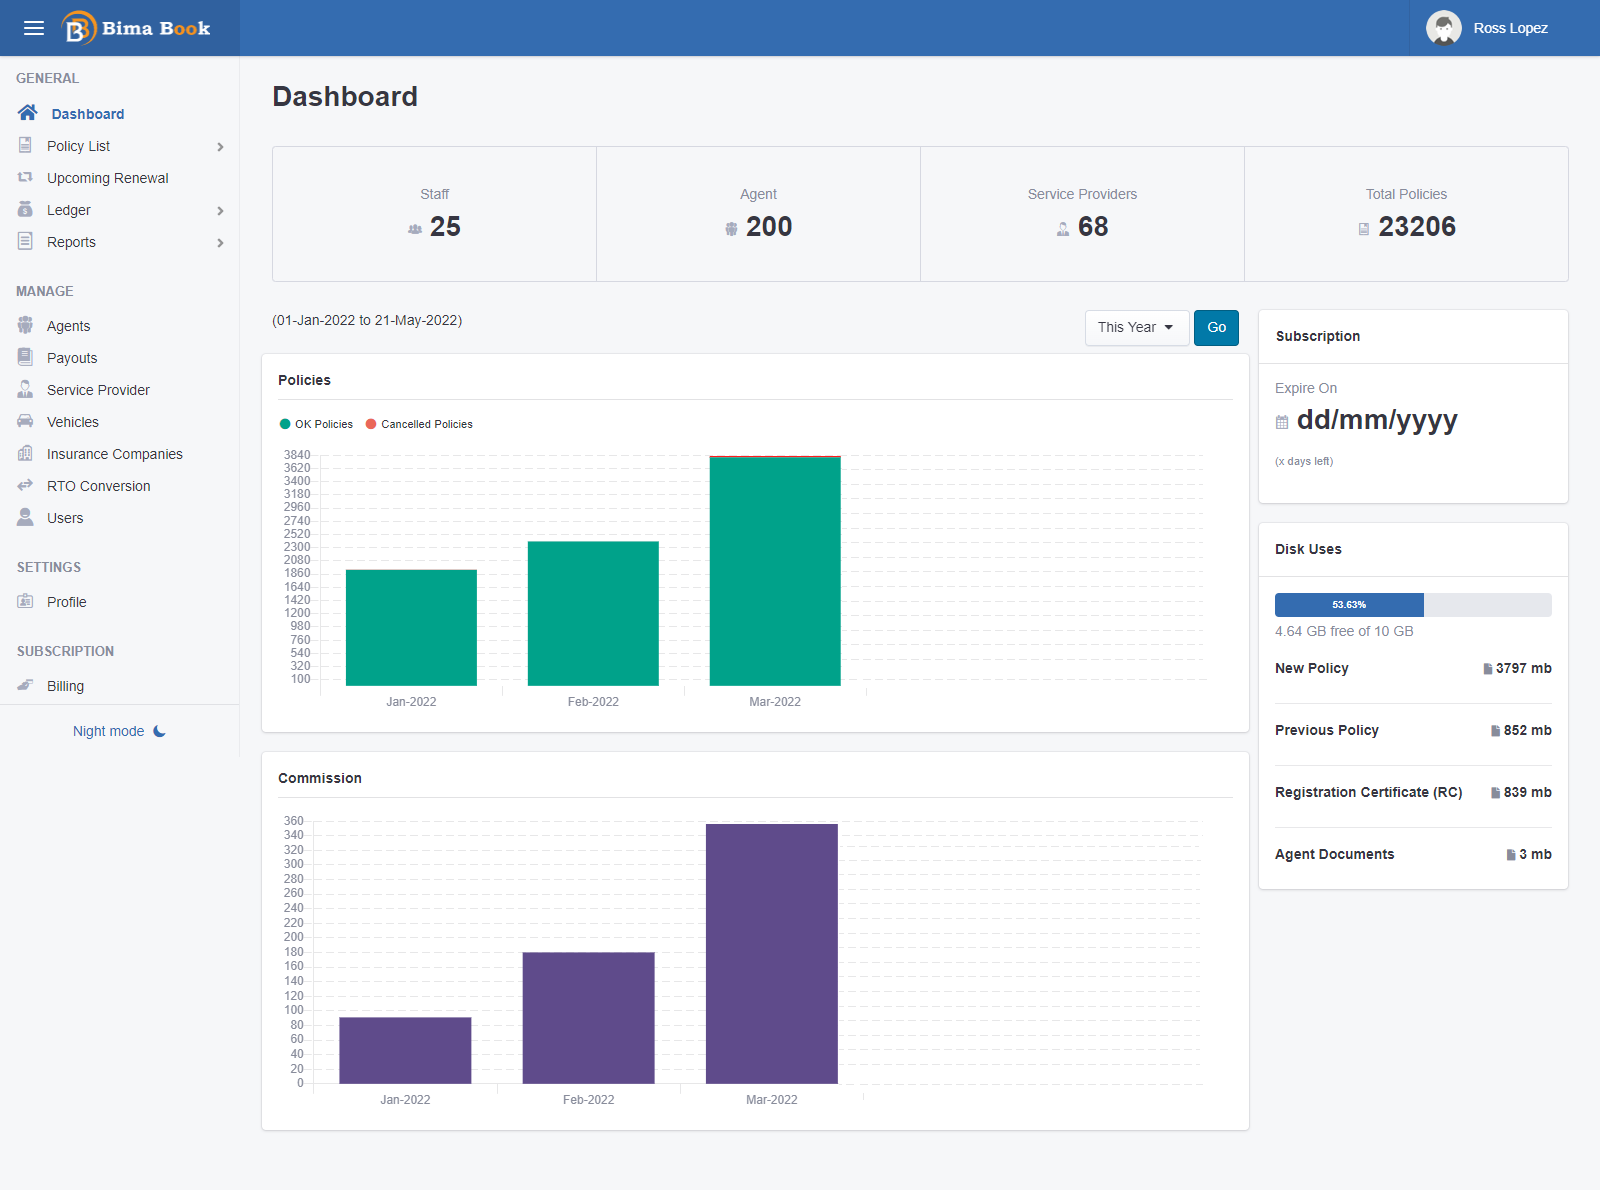 Bima Book
Ross Lopez
GENERAL
Dashboard
Policy List
Upcoming Renewal
Ledger
Reports
MANAGE
Agents
Payouts
Service Provider
Vehicles
Insurance Companies
RTO Conversion
Users
SETTINGS
Profile
SUBSCRIPTION
Billing
Night mode
Dashboard
Staff
25
Agent
200
Service Providers
68
Total Policies
23206
(01-Jan-2022 to 21-May-2022)
This Year
Go
Policies
OK Policies Cancelled Policies
3840
3620
3400
3180
2960
2740
2520
2300
2080
1860
1640
1420
1200
980
760
540
320
100
Jan-2022 Feb-2022 Mar-2022
Commission
360
340
320
300
280
260
240
220
200
180
160
140
120
100
80
60
40
20
0
Jan-2022 Feb-2022 Mar-2022
Subscription
Expire On
dd/mm/yyyy
(x days left)
Disk Uses
53.63%
4.64 GB free of 10 GB
New Policy 3797 mb
Previous Policy 852 mb
Registration Certificate (RC) 839 mb
Agent Documents 3 mb